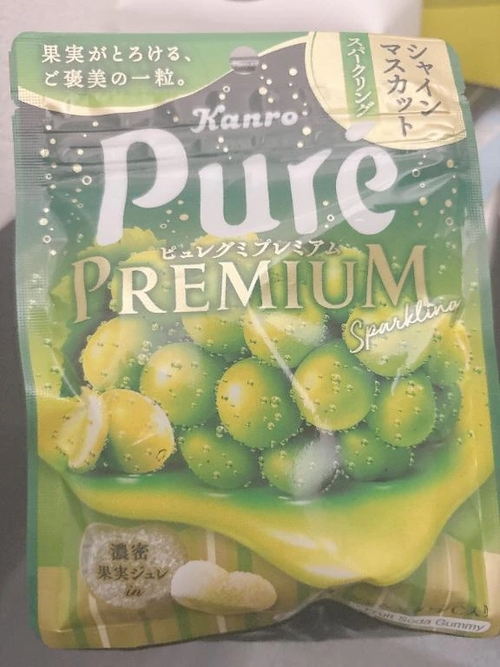 果実がとろける、
ご褒美の一粒。
シャイン
マスカット
スパークリング
Kanro
Puré
ピュレグミプレミアム
PREMIUM
Sparkling
濃密
果実ジュレ
in
Soda Gummy